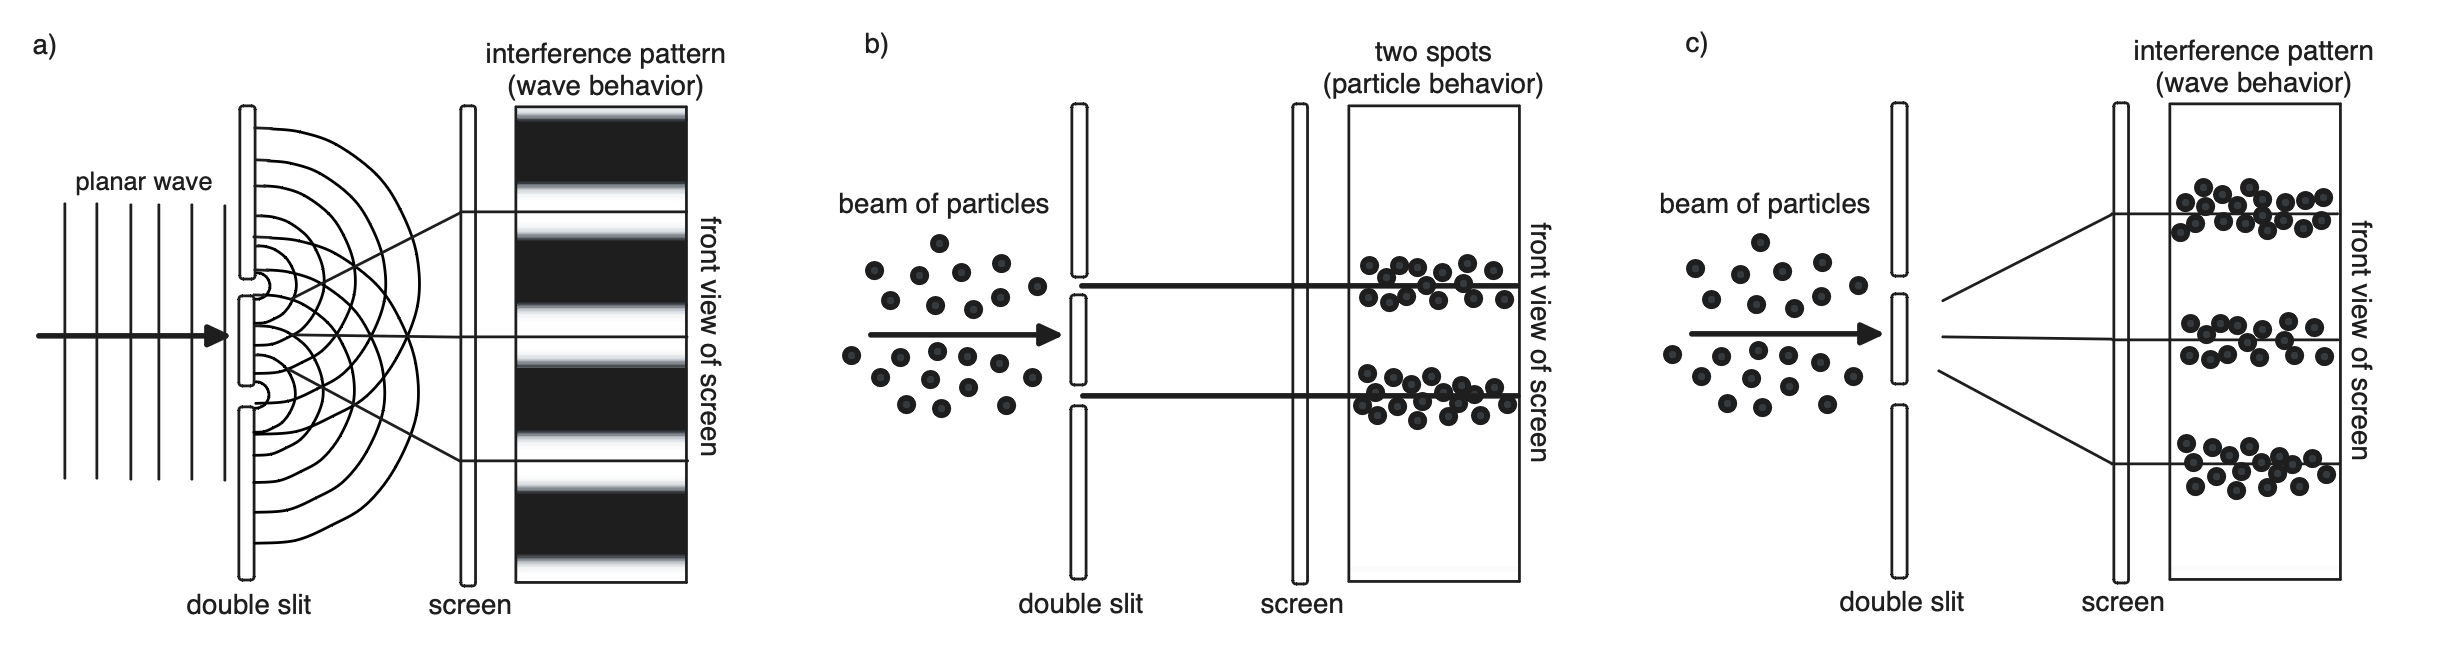 a)
interference pattern
(wave behavior)
planar wave
front view of screen
double slit
screen
b)
two spots
(particle behavior)
beam of particles
front view of screen
double slit
screen
c)
interference pattern
(wave behavior)
beam of particles
front view of screen
double slit
screen